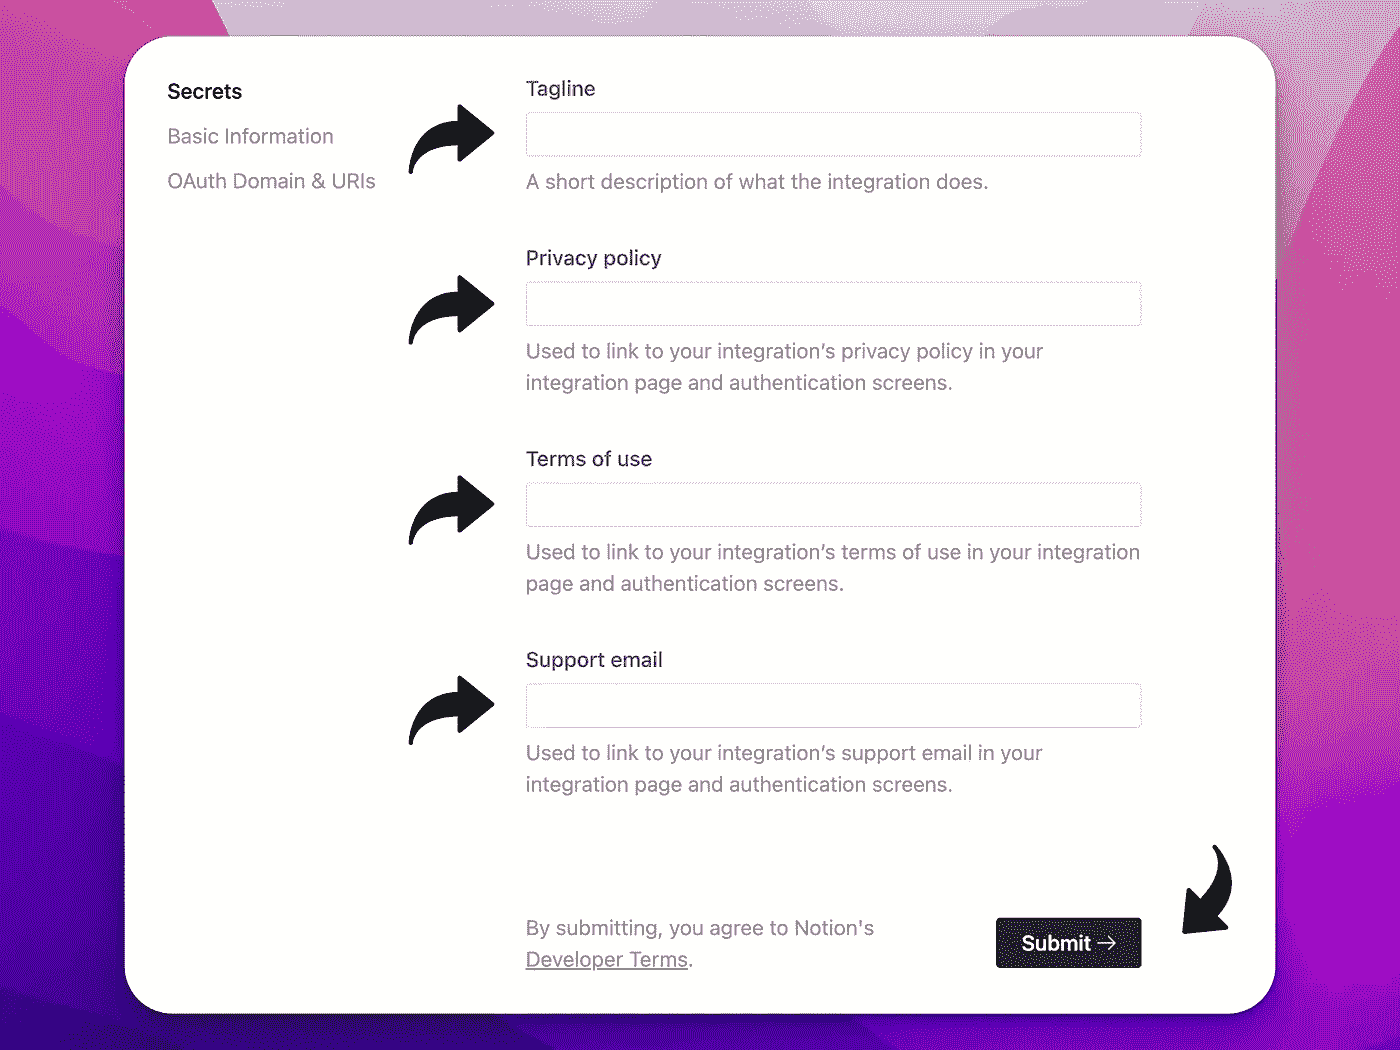 Secrets
Basic Information
OAuth Domain & URIs
Tagline
A short description of what the integration does.
Privacy policy
Used to link to your integration’s privacy policy in your
integration page and authentication screens.
Terms of use
Used to link to your integration’s terms of use in your integration
page and authentication screens.
Support email
Used to link to your integration’s support email in your
integration page and authentication screens.
By submitting, you agree to Notion's
Developer Terms.
Submit →